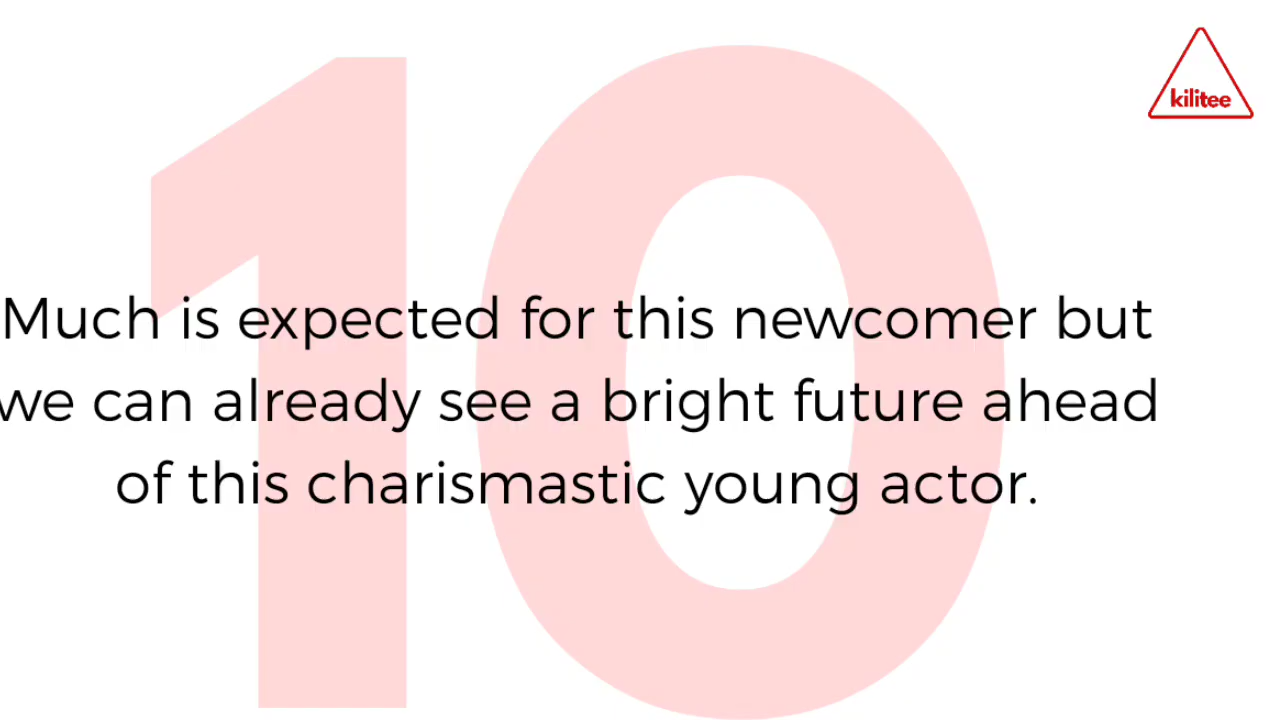 10
kilitee
Much is expected for this newcomer but
we can already see a bright future ahead
of this charismastic young actor.